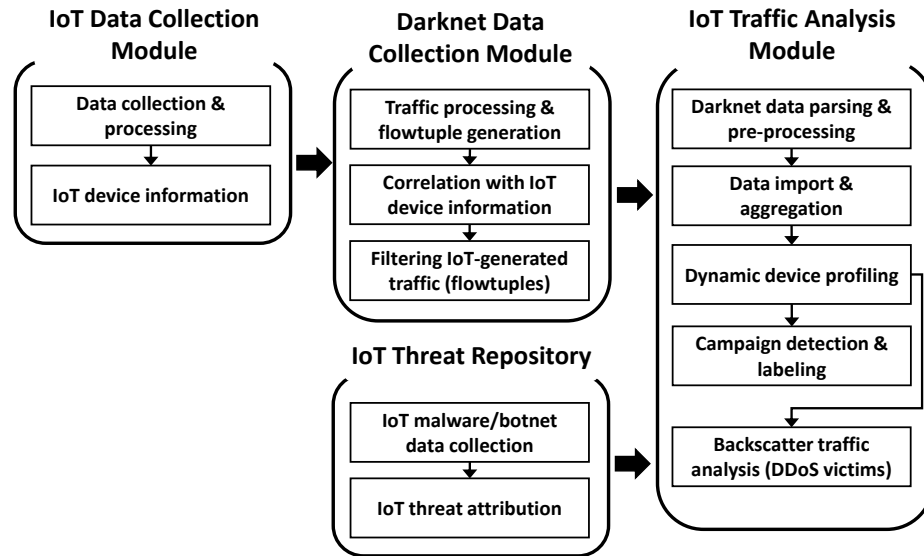 IoT Data Collection
Module
Data collection &
processing
IoT device information
Darknet Data
Collection Module
Traffic processing &
flowtuple generation
Correlation with IoT
device information
Filtering IoT-generated
traffic (flowtuples)
IoT Threat Repository
IoT malware/botnet
data collection
IoT threat attribution
IoT Traffic Analysis
Module
Darknet data parsing &
pre-processing
Data import &
aggregation
Dynamic device profiling
Campaign detection &
labeling
Backscatter traffic
analysis (DDoS victims)